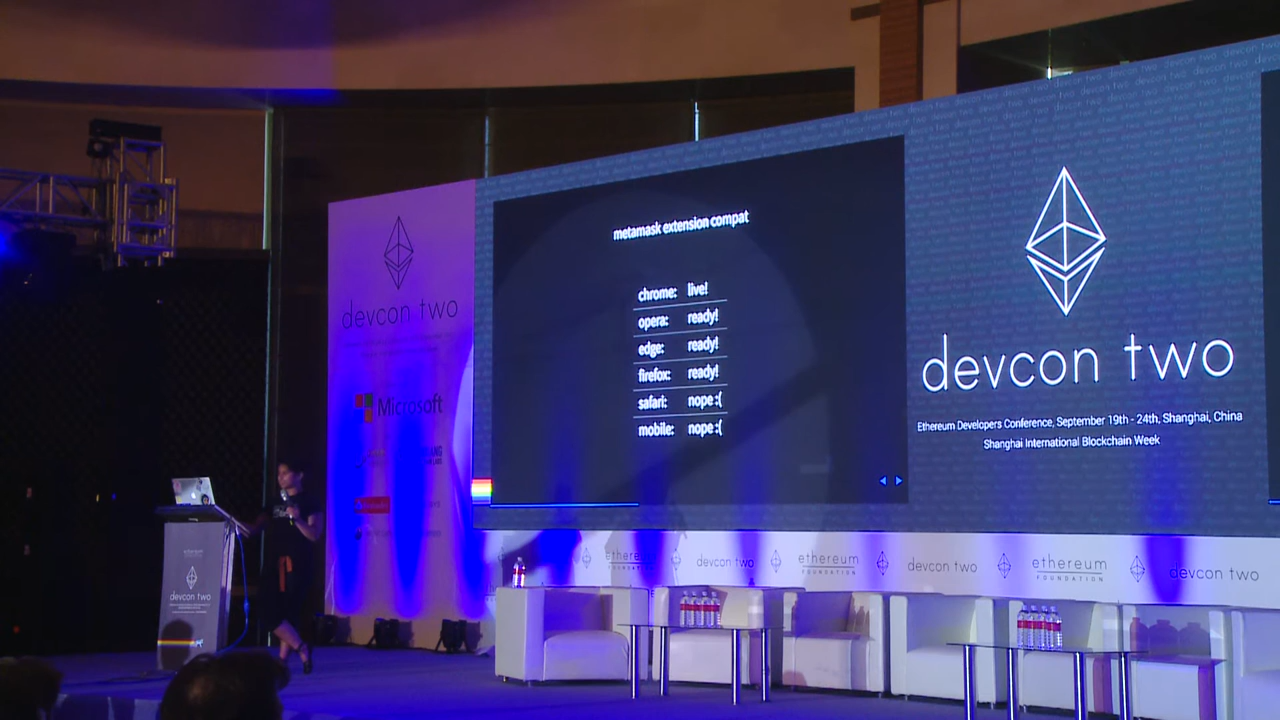 metamask extension compat
chrome: live!
opera: ready!
edge: ready!
firefox: ready!
safari: nope :(
mobile: nope :(
devcon two
Ethereum Developers Conference, September 19th - 24th, Shanghai, China
Shanghai International Blockchain Week
devcon two
Microsoft
ethereum
FOUNDATION
devcon two
ethereum
FOUNDATION
devcon two
ethereum
FOUNDATION
devcon two
ethereum
devcon two